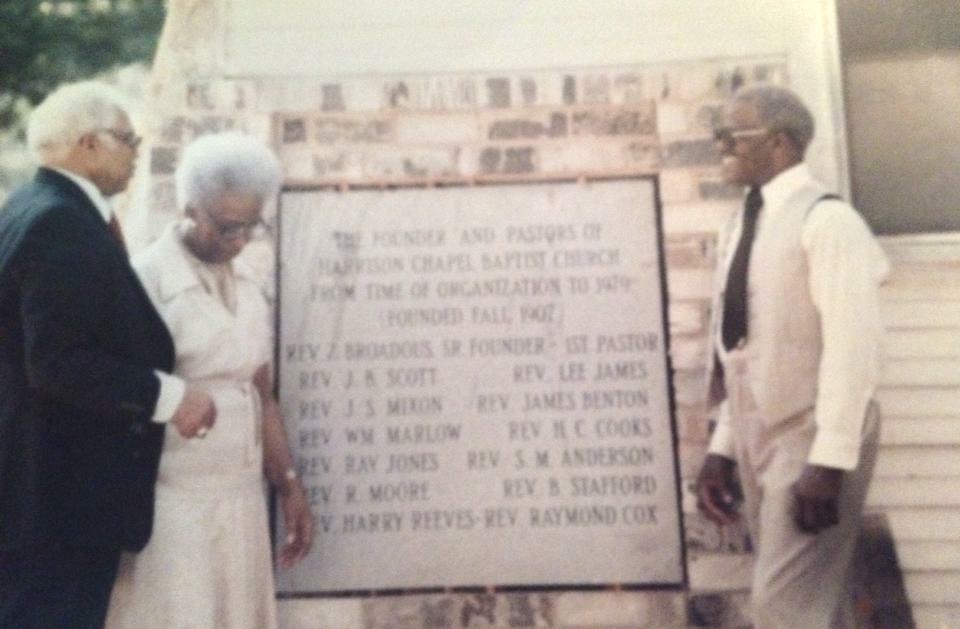 THE FOUNDER AND PASTORS OF
HARRISON CHAPEL BAPTIST CHURCH
FROM TIME OF ORGANIZATION TO 1979
(FOUNDED FALL 1907)
REV Z. BROADOUS, SR. FOUNDER - 1ST PASTOR
REV. J. B. SCOTT REV. LEE JAMES
REV. J. S. MIXON REV. JAMES BENTON
REV WM MARLOW REV. H. C. COOKS
REV. RAY JONES REV. S. M. ANDERSON
REV. R. MOORE REV. B. STAFFORD
REV. HARRY REEVES-REV. RAYMOND COX